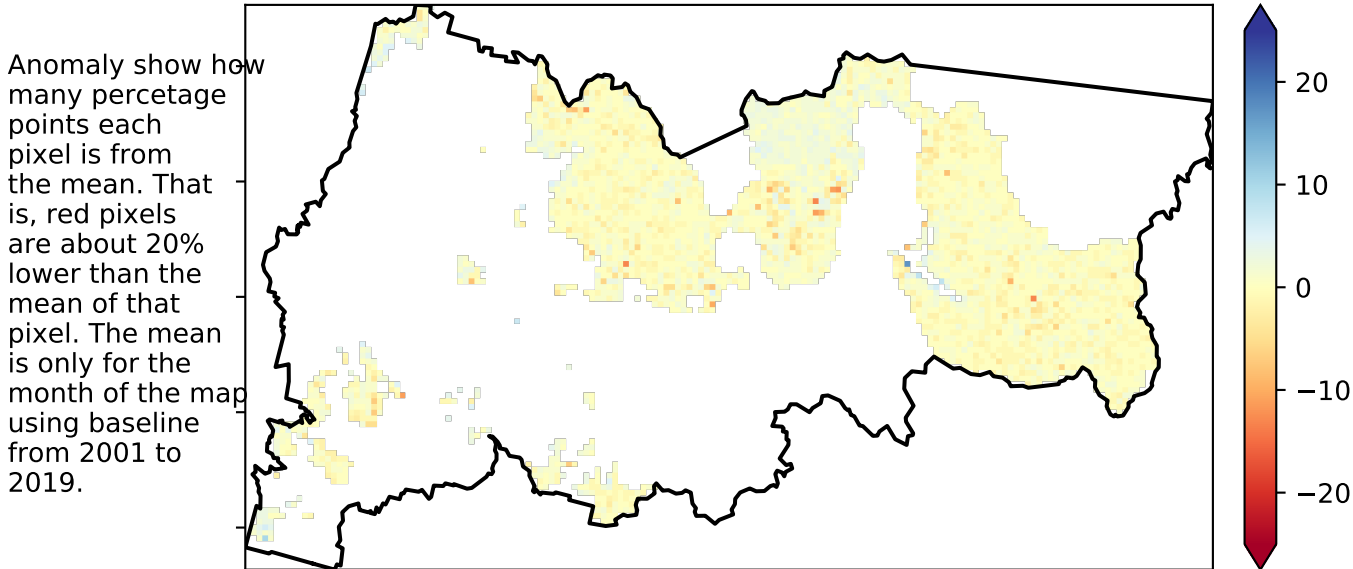 Anomaly show how
many percetage
points each
pixel is from
the mean. That
is, red pixels
are about 20%
lower than the
mean of that
pixel. The mean
is only for the
month of the map
using baseline
from 2001 to
2019.
20
10
0
−10
−20